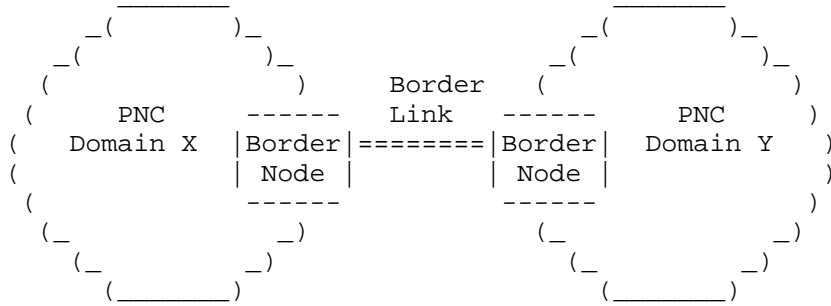 Border
PNC Link PNC
Domain X Border Border Domain Y
Node Node